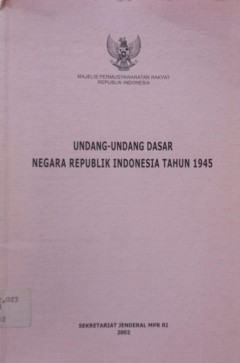 MAJELIS PERMUSYAWARATAN RAKYAT
REPUBLIK INDONESIA
UNDANG-UNDANG DASAR
NEGARA REPUBLIK INDONESIA TAHUN 1945
SEKRETARIAT JENDERAL MPR RI
2002